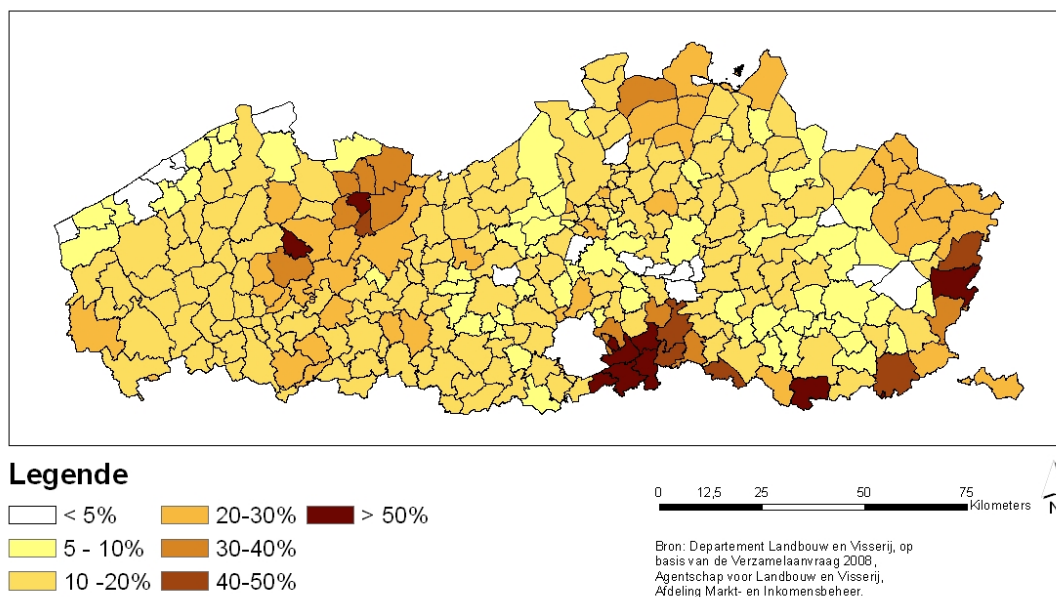 Legende
< 5%
20-30%
> 50%
5 - 10%
30-40%
10 -20%
40-50%
0 12,5 25 50 75
Kilometers
N
Bron: Departement Landbouw en Visserij, op
basis van de Verzamelaanvraag 2008,
Agentschap voor Landbouw en Visserij,
Afdeling Markt- en Inkomensbeheer.